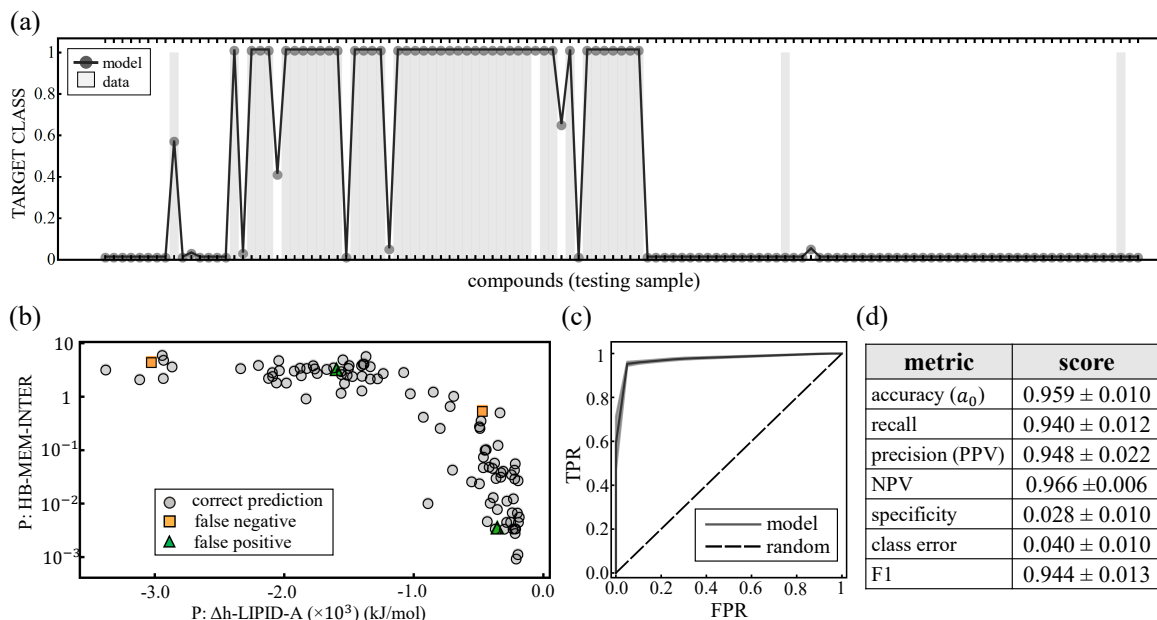 (a)
1
0.8
0.6
0.4
0.2
0
TARGET CLASS
model
data
compounds (testing sample)
(b)
10
1
10⁻¹
10⁻²
10⁻³
P: HB-MEM-INTER
correct prediction
false negative
false positive
-3.0 -2.0 -1.0 0.0
P: Δh-LIPID-A (×10³) (kJ/mol)
(c)
1
0.8
0.6
0.4
0.2
0.0
TPR
model
random
0.0 0.2 0.4 0.6 0.8 1
FPR
(d)
metric score
accuracy (a₀) 0.959 ± 0.010
recall 0.940 ± 0.012
precision (PPV) 0.948 ± 0.022
NPV 0.966 ±0.006
specificity 0.028 ± 0.010
class error 0.040 ± 0.010
F1 0.944 ± 0.013